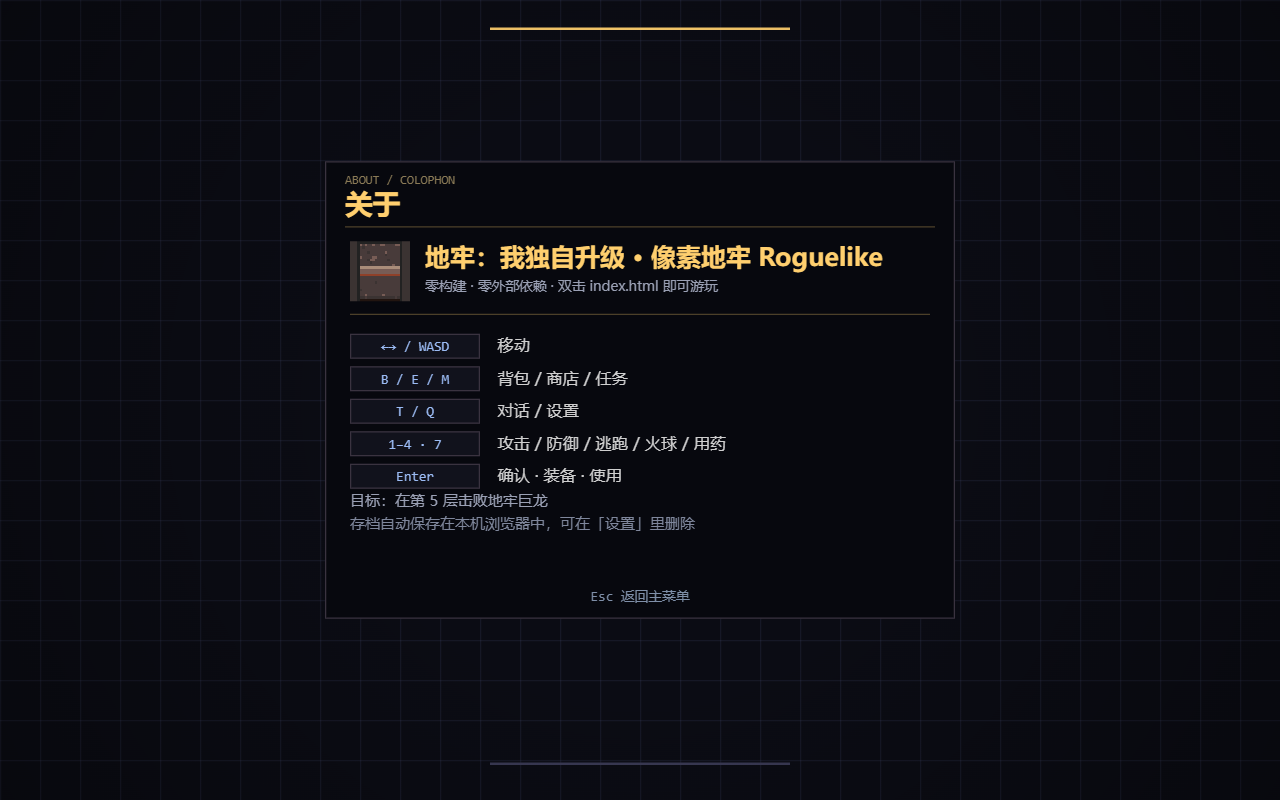 ABOUT / COLOPHON
关于
地牢：我独自升级 · 像素地牢 Roguelike
零构建 · 零外部依赖 · 双击 index.html 即可游玩
↔ / WASD 移动
B / E / M 背包 / 商店 / 任务
T / Q 对话 / 设置
1–4 · 7 攻击 / 防御 / 逃跑 / 火球 / 用药
Enter 确认 · 装备 · 使用
目标：在第 5 层击败地牢巨龙
存档自动保存在本机浏览器中，可在「设置」里删除
Esc 返回主菜单